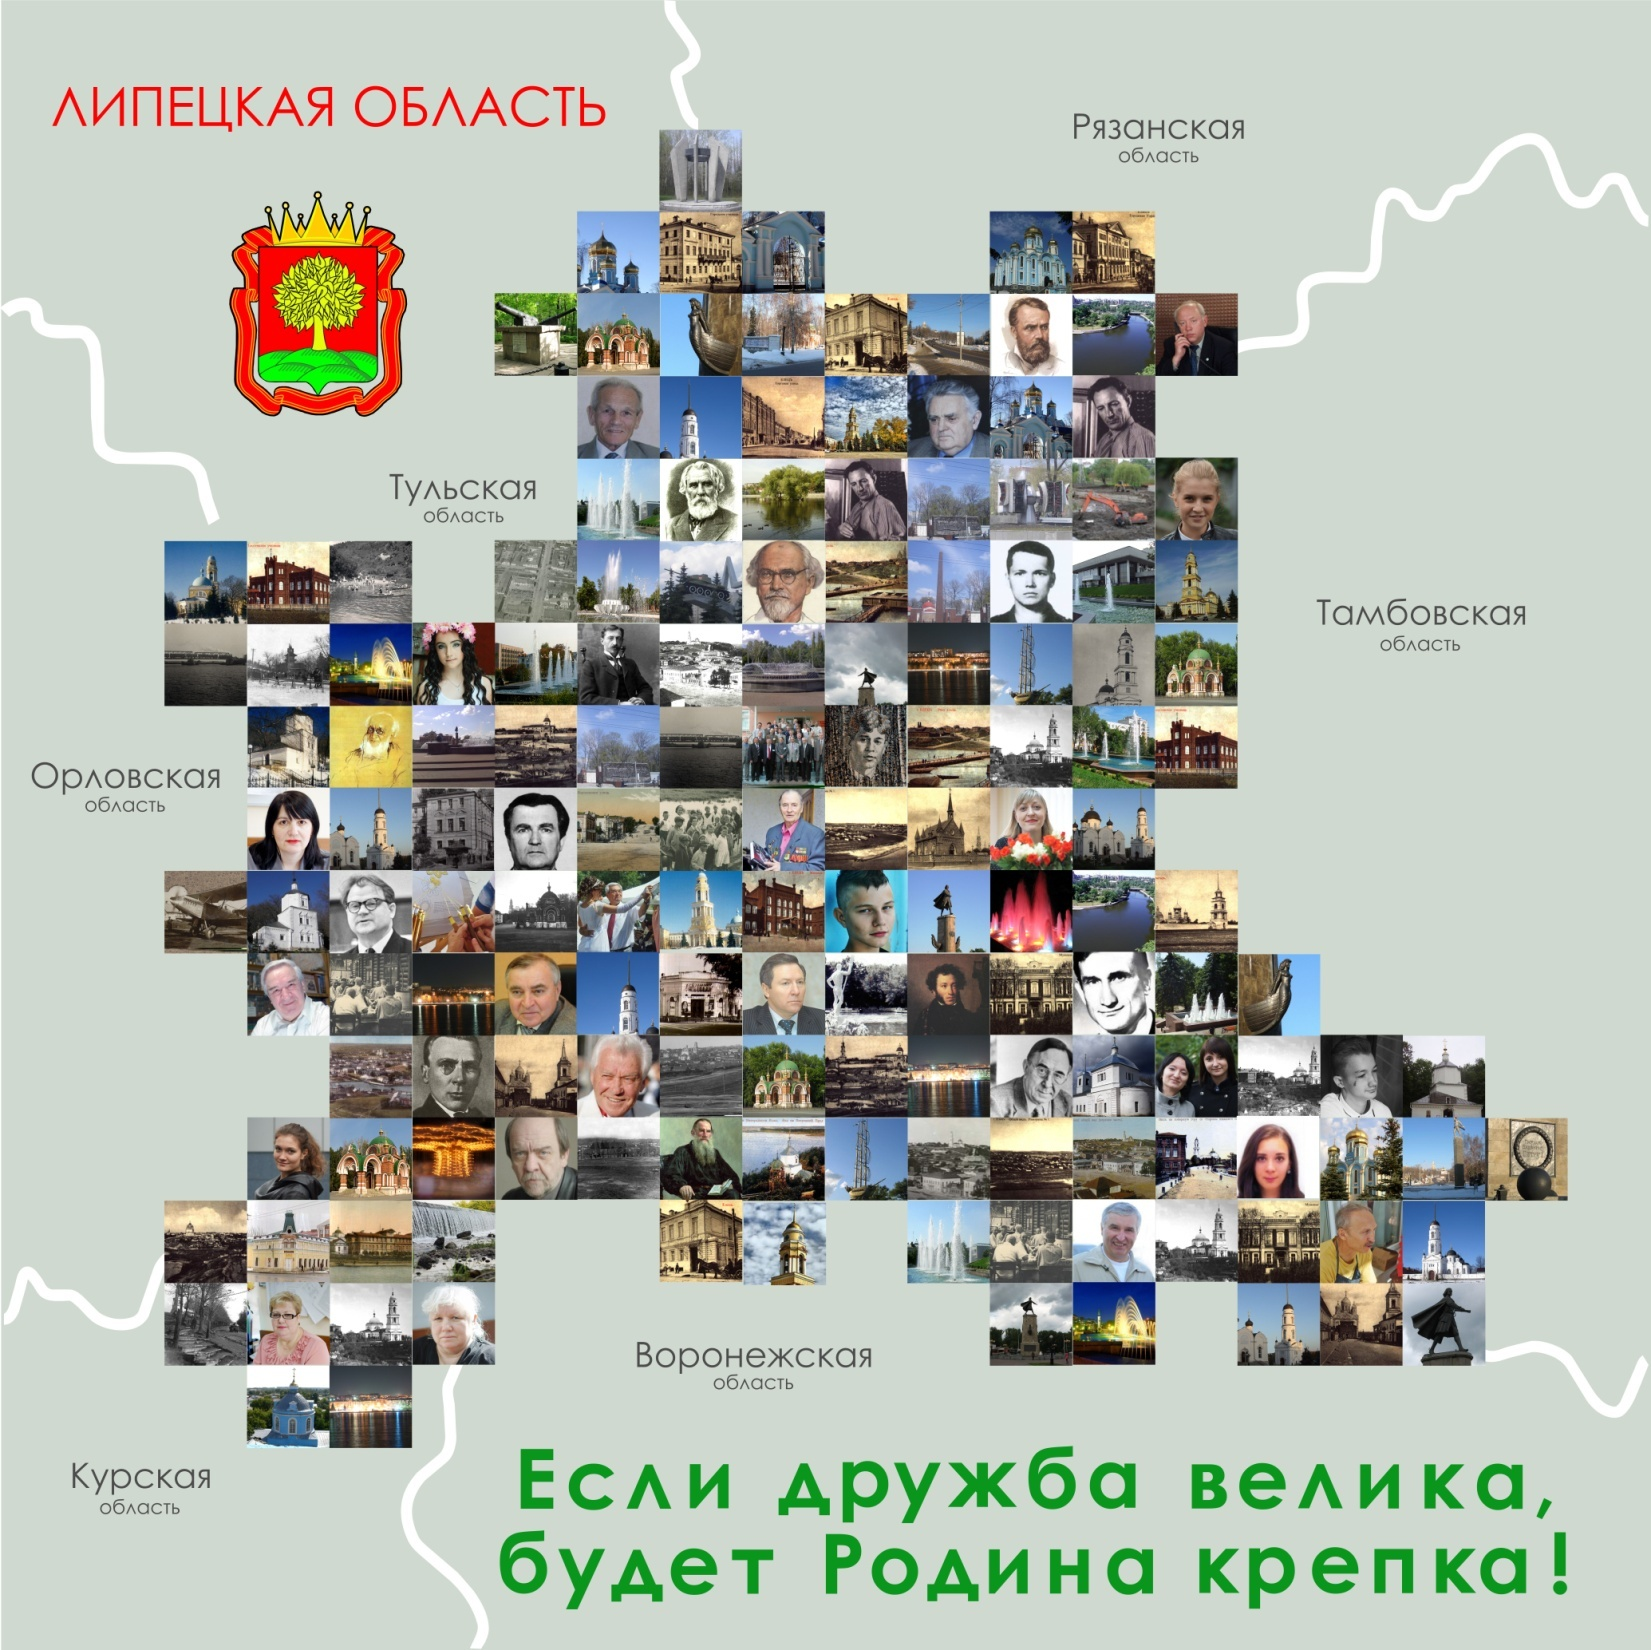 ЛИПЕЦКАЯ ОБЛАСТЬ
Рязанская
область
Тульская
область
Тамбовская
область
Орловская
область
Воронежская
область
Курская
область
Если дружба велика,
будет Родина крепка!